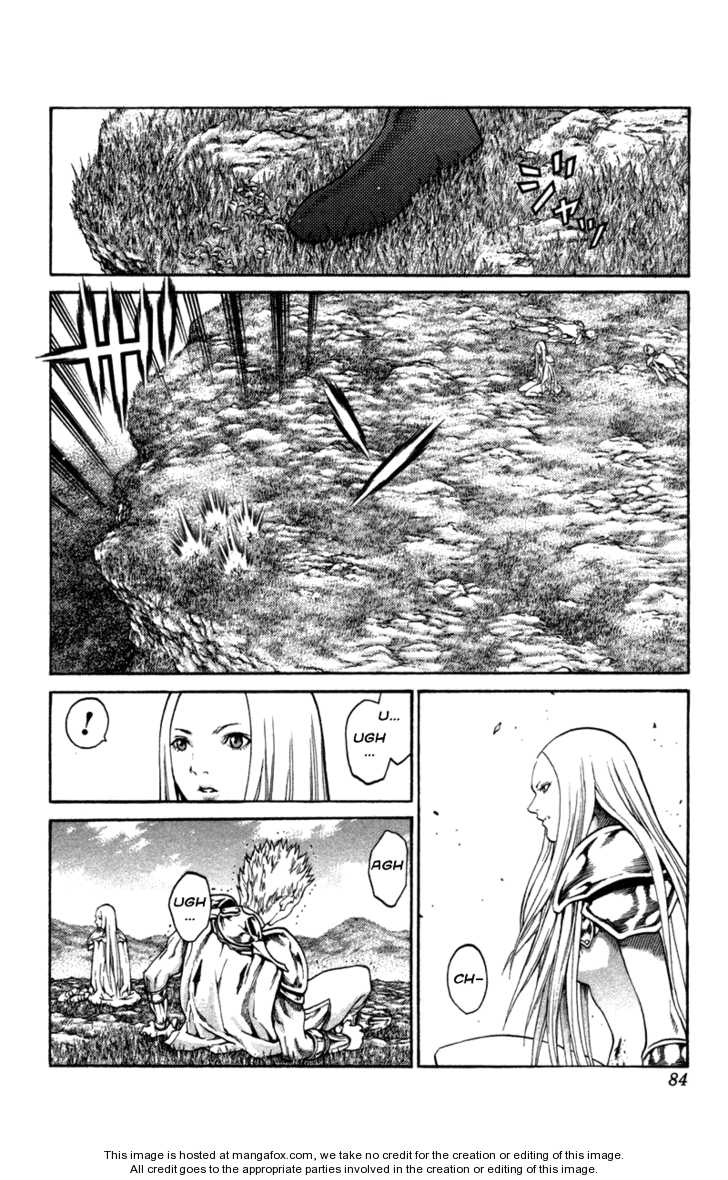 ジャッ
!
U...
UGH
...
CH-
AGH
UGH
...
84
This image is hosted at mangafox.com, we take no credit for the creation or editing of this image.
All credit goes to the appropriate parties involved in the creation or editing of this image.